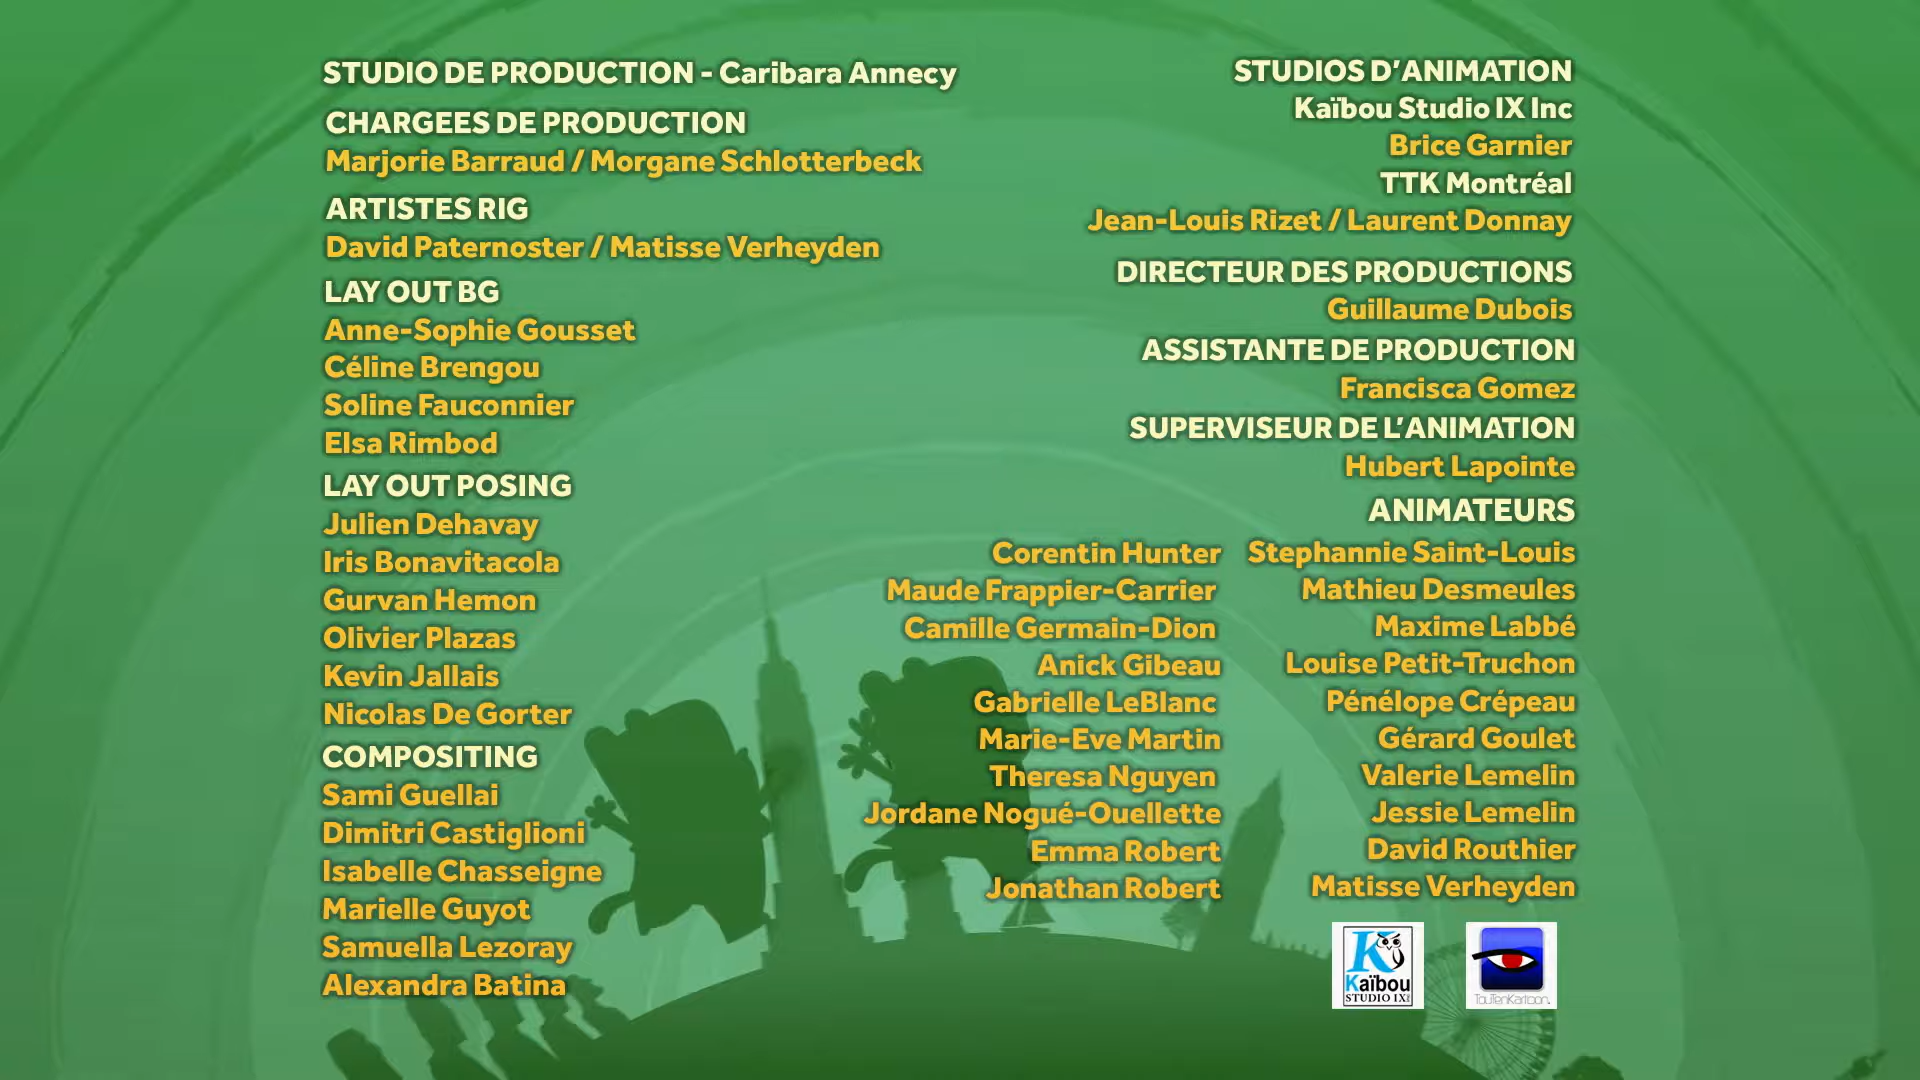 STUDIO DE PRODUCTION - Caribara Annecy
CHARGEES DE PRODUCTION
Marjorie Barraud / Morgane Schlotterbeck
ARTISTES RIG
David Paternoster / Matisse Verheyden
LAY OUT BG
Anne-Sophie Gousset
Céline Brengou
Soline Fauconnier
Elsa Rimbod
LAY OUT POSING
Julien Dehavay
Iris Bonavitacola
Gurvan Hemon
Olivier Plazas
Kevin Jallais
Nicolas De Gorter
COMPOSITING
Sami Guellai
Dimitri Castiglioni
Isabelle Chasseigne
Marielle Guyot
Samuella Lezoray
Alexandra Batina
STUDIOS D'ANIMATION
Kaïbou Studio IX Inc
Brice Garnier
TTK Montréal
Jean-Louis Rizet / Laurent Donnay
DIRECTEUR DES PRODUCTIONS
Guillaume Dubois
ASSISTANTE DE PRODUCTION
Francisca Gomez
SUPERVISEUR DE L'ANIMATION
Hubert Lapointe
ANIMATEURS
Corentin Hunter
Maude Frappier-Carrier
Camille Germain-Dion
Anick Gibeau
Gabrielle LeBlanc
Marie-Eve Martin
Theresa Nguyen
Jordane Nogué-Ouellette
Emma Robert
Jonathan Robert
Stephannie Saint-Louis
Mathieu Desmeules
Maxime Labbé
Louise Petit-Truchon
Pénélope Crépeau
Gérard Goulet
Valerie Lemelin
Jessie Lemelin
David Routhier
Matisse Verheyden
Kaïbou
STUDIO IX
TouTenKartoon